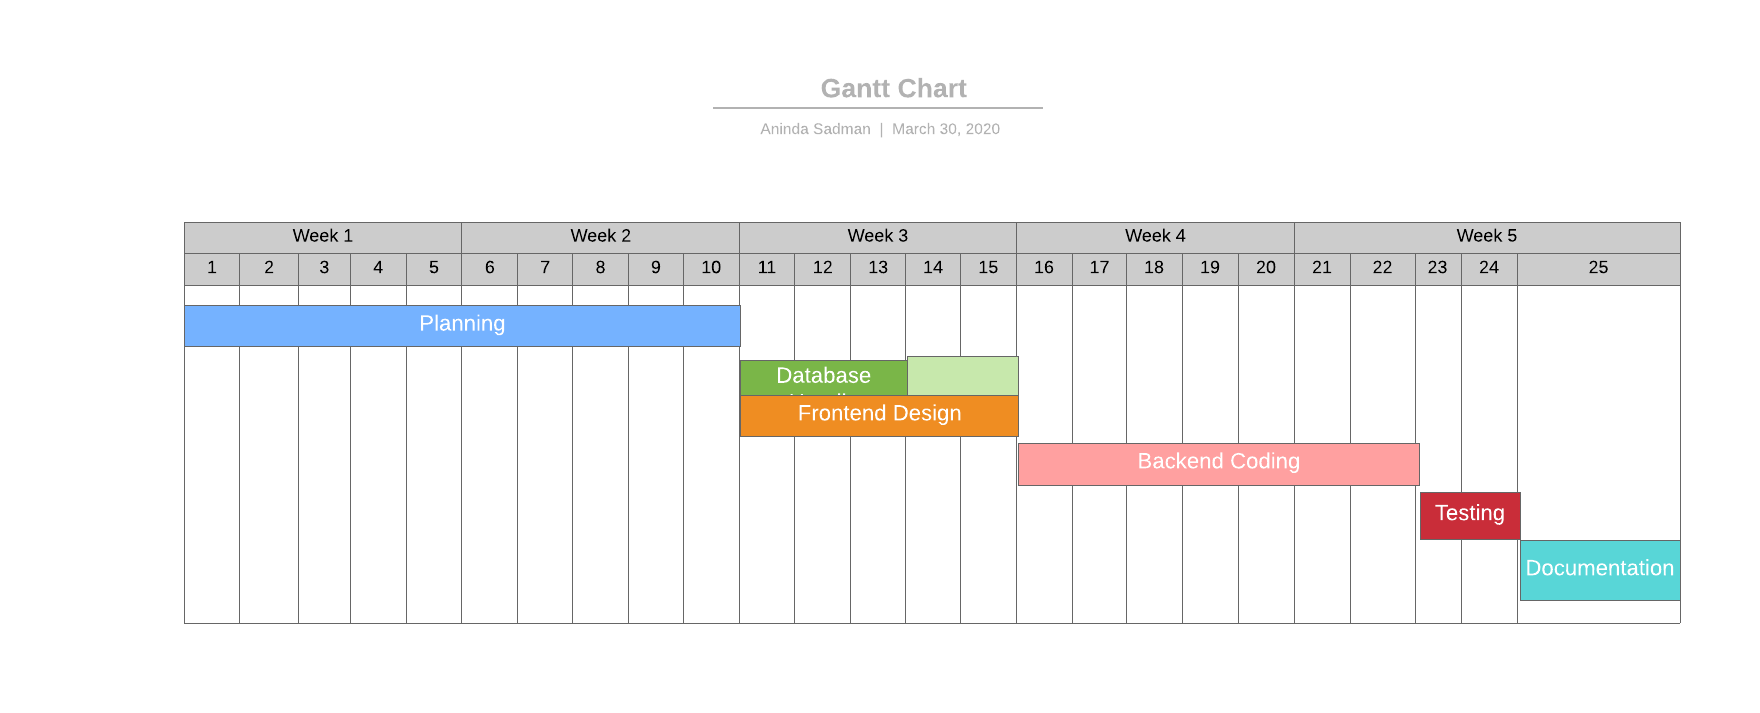 Gantt Chart
Aninda Sadman | March 30, 2020
Week 1 Week 2 Week 3 Week 4 Week 5
1 2 3 4 5 6 7 8 9 10 11 12 13 14 15 16 17 18 19 20 21 22 23 24 25
Planning
Database
Frontend Design
Backend Coding
Testing
Documentation